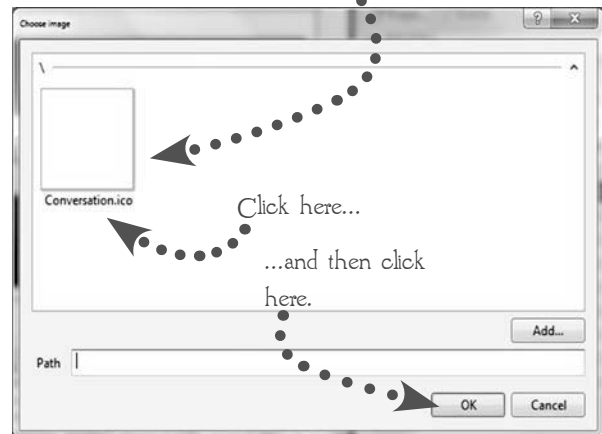 Choose image
?
X
\
Conversation.ico
Click here...
...and then click
here.
Add...
Path
OK
Cancel